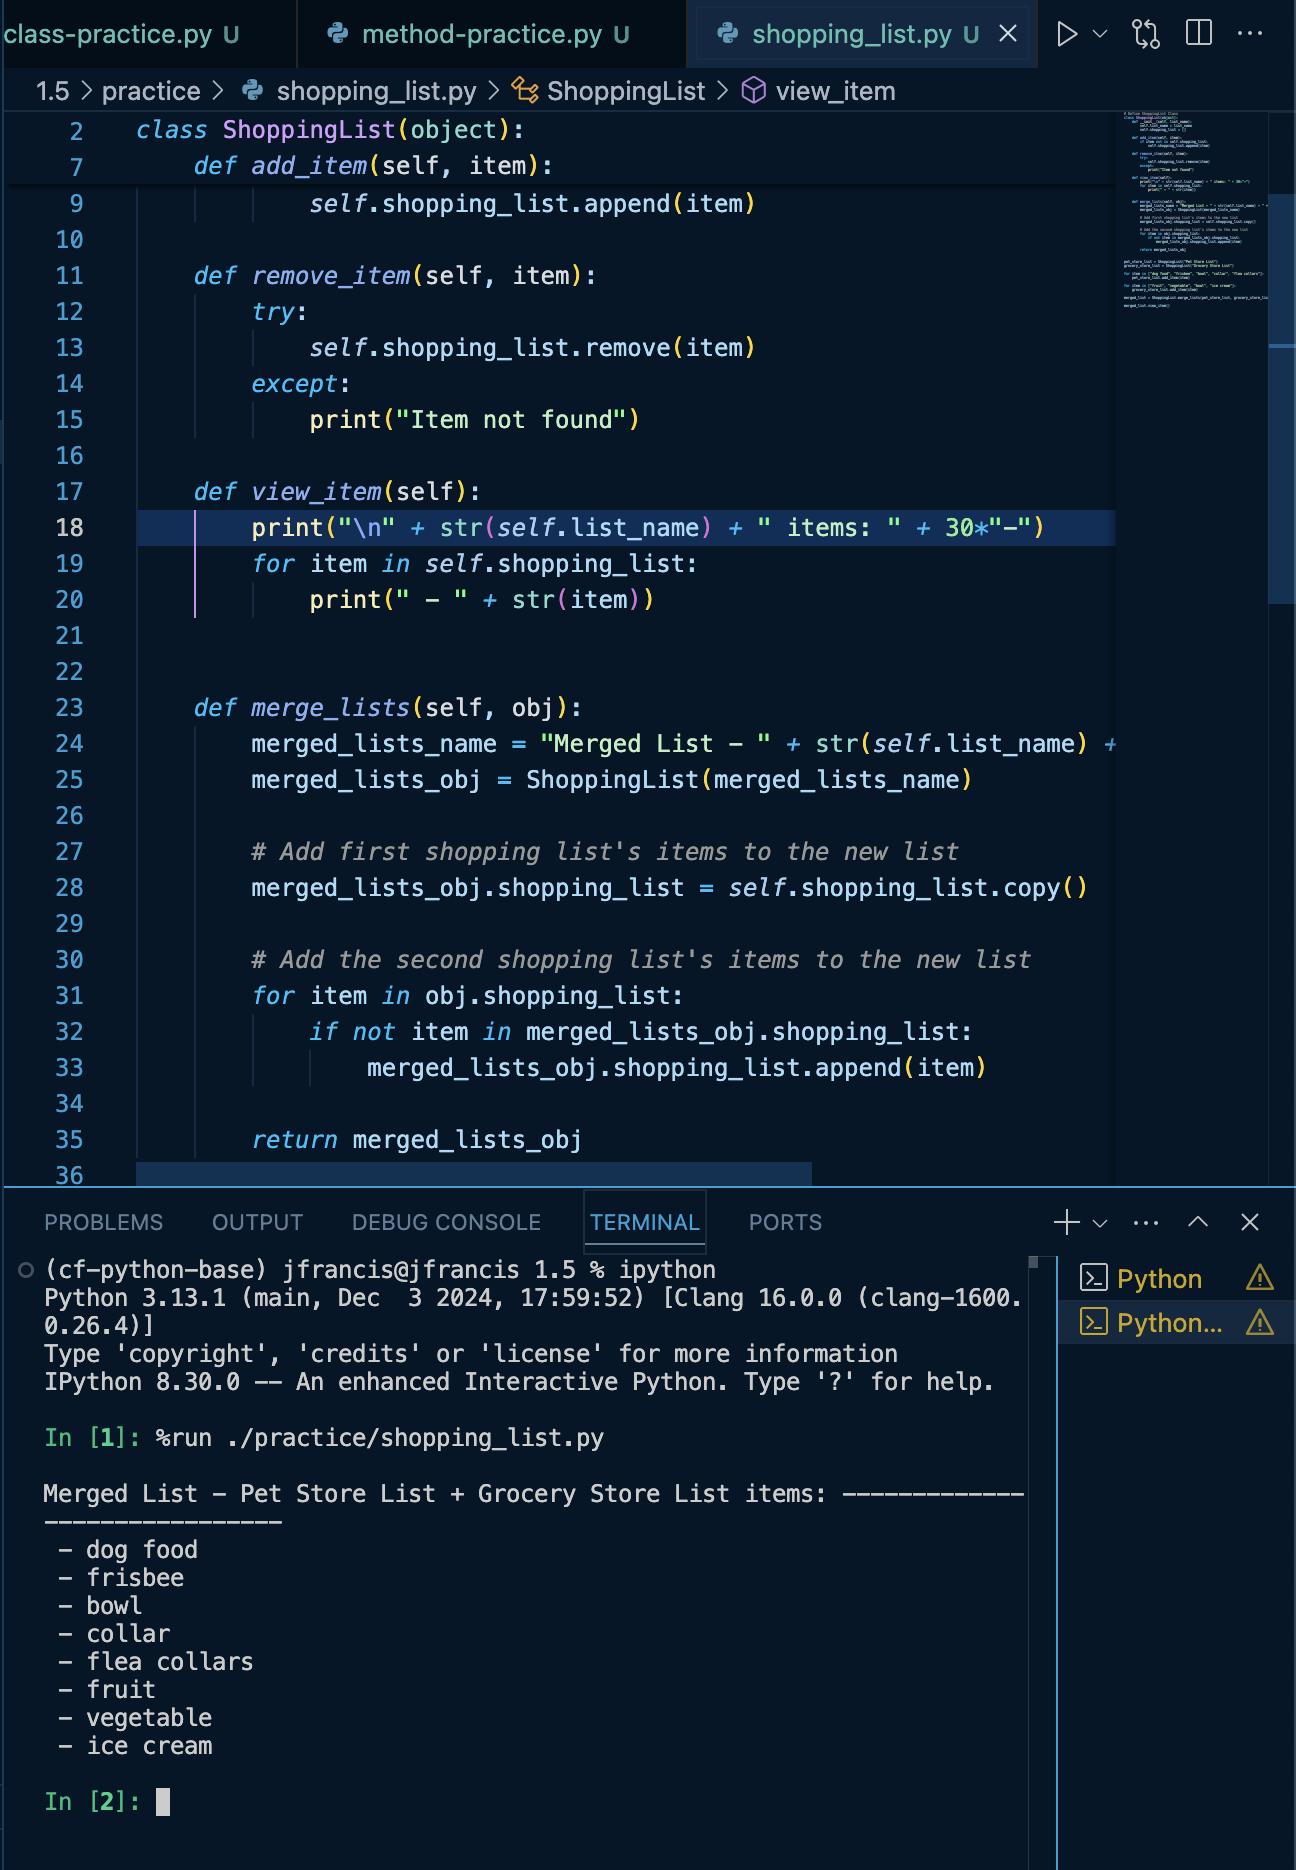 class-practice.py U method-practice.py U shopping_list.py U
1.5 > practice > shopping_list.py > ShoppingList > view_item
2 class ShoppingList(object):
7     def add_item(self, item):
9             self.shopping_list.append(item)
10
11     def remove_item(self, item):
12         try:
13             self.shopping_list.remove(item)
14         except:
15             print("Item not found")
16
17     def view_item(self):
18         print("\n" + str(self.list_name) + " items: " + 30*"-")
19         for item in self.shopping_list:
20             print(" - " + str(item))
21
22
23     def merge_lists(self, obj):
24         merged_lists_name = "Merged List - " + str(self.list_name) +
25         merged_lists_obj = ShoppingList(merged_lists_name)
26
27         # Add first shopping list's items to the new list
28         merged_lists_obj.shopping_list = self.shopping_list.copy()
29
30         # Add the second shopping list's items to the new list
31         for item in obj.shopping_list:
32             if not item in merged_lists_obj.shopping_list:
33                 merged_lists_obj.shopping_list.append(item)
34
35         return merged_lists_obj
36
PROBLEMS OUTPUT DEBUG CONSOLE TERMINAL PORTS
(cf-python-base) jfrancis@jfrancis 1.5 % ipython
Python 3.13.1 (main, Dec  3 2024, 17:59:52) [Clang 16.0.0 (clang-1600.
0.26.4)]
Type 'copyright', 'credits' or 'license' for more information
IPython 8.30.0 -- An enhanced Interactive Python. Type '?' for help.
In [1]: %run ./practice/shopping_list.py
Merged List - Pet Store List + Grocery Store List items: -------------
-----------------
 - dog food
 - frisbee
 - bowl
 - collar
 - flea collars
 - fruit
 - vegetable
 - ice cream
In [2]:
Python
Python...